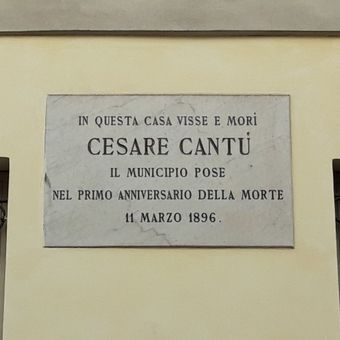 IN QUESTA CASA VISSE E MORÌ
CESARE CANTÙ
IL MUNICIPIO POSE
NEL PRIMO ANNIVERSARIO DELLA MORTE
11 MARZO 1896.